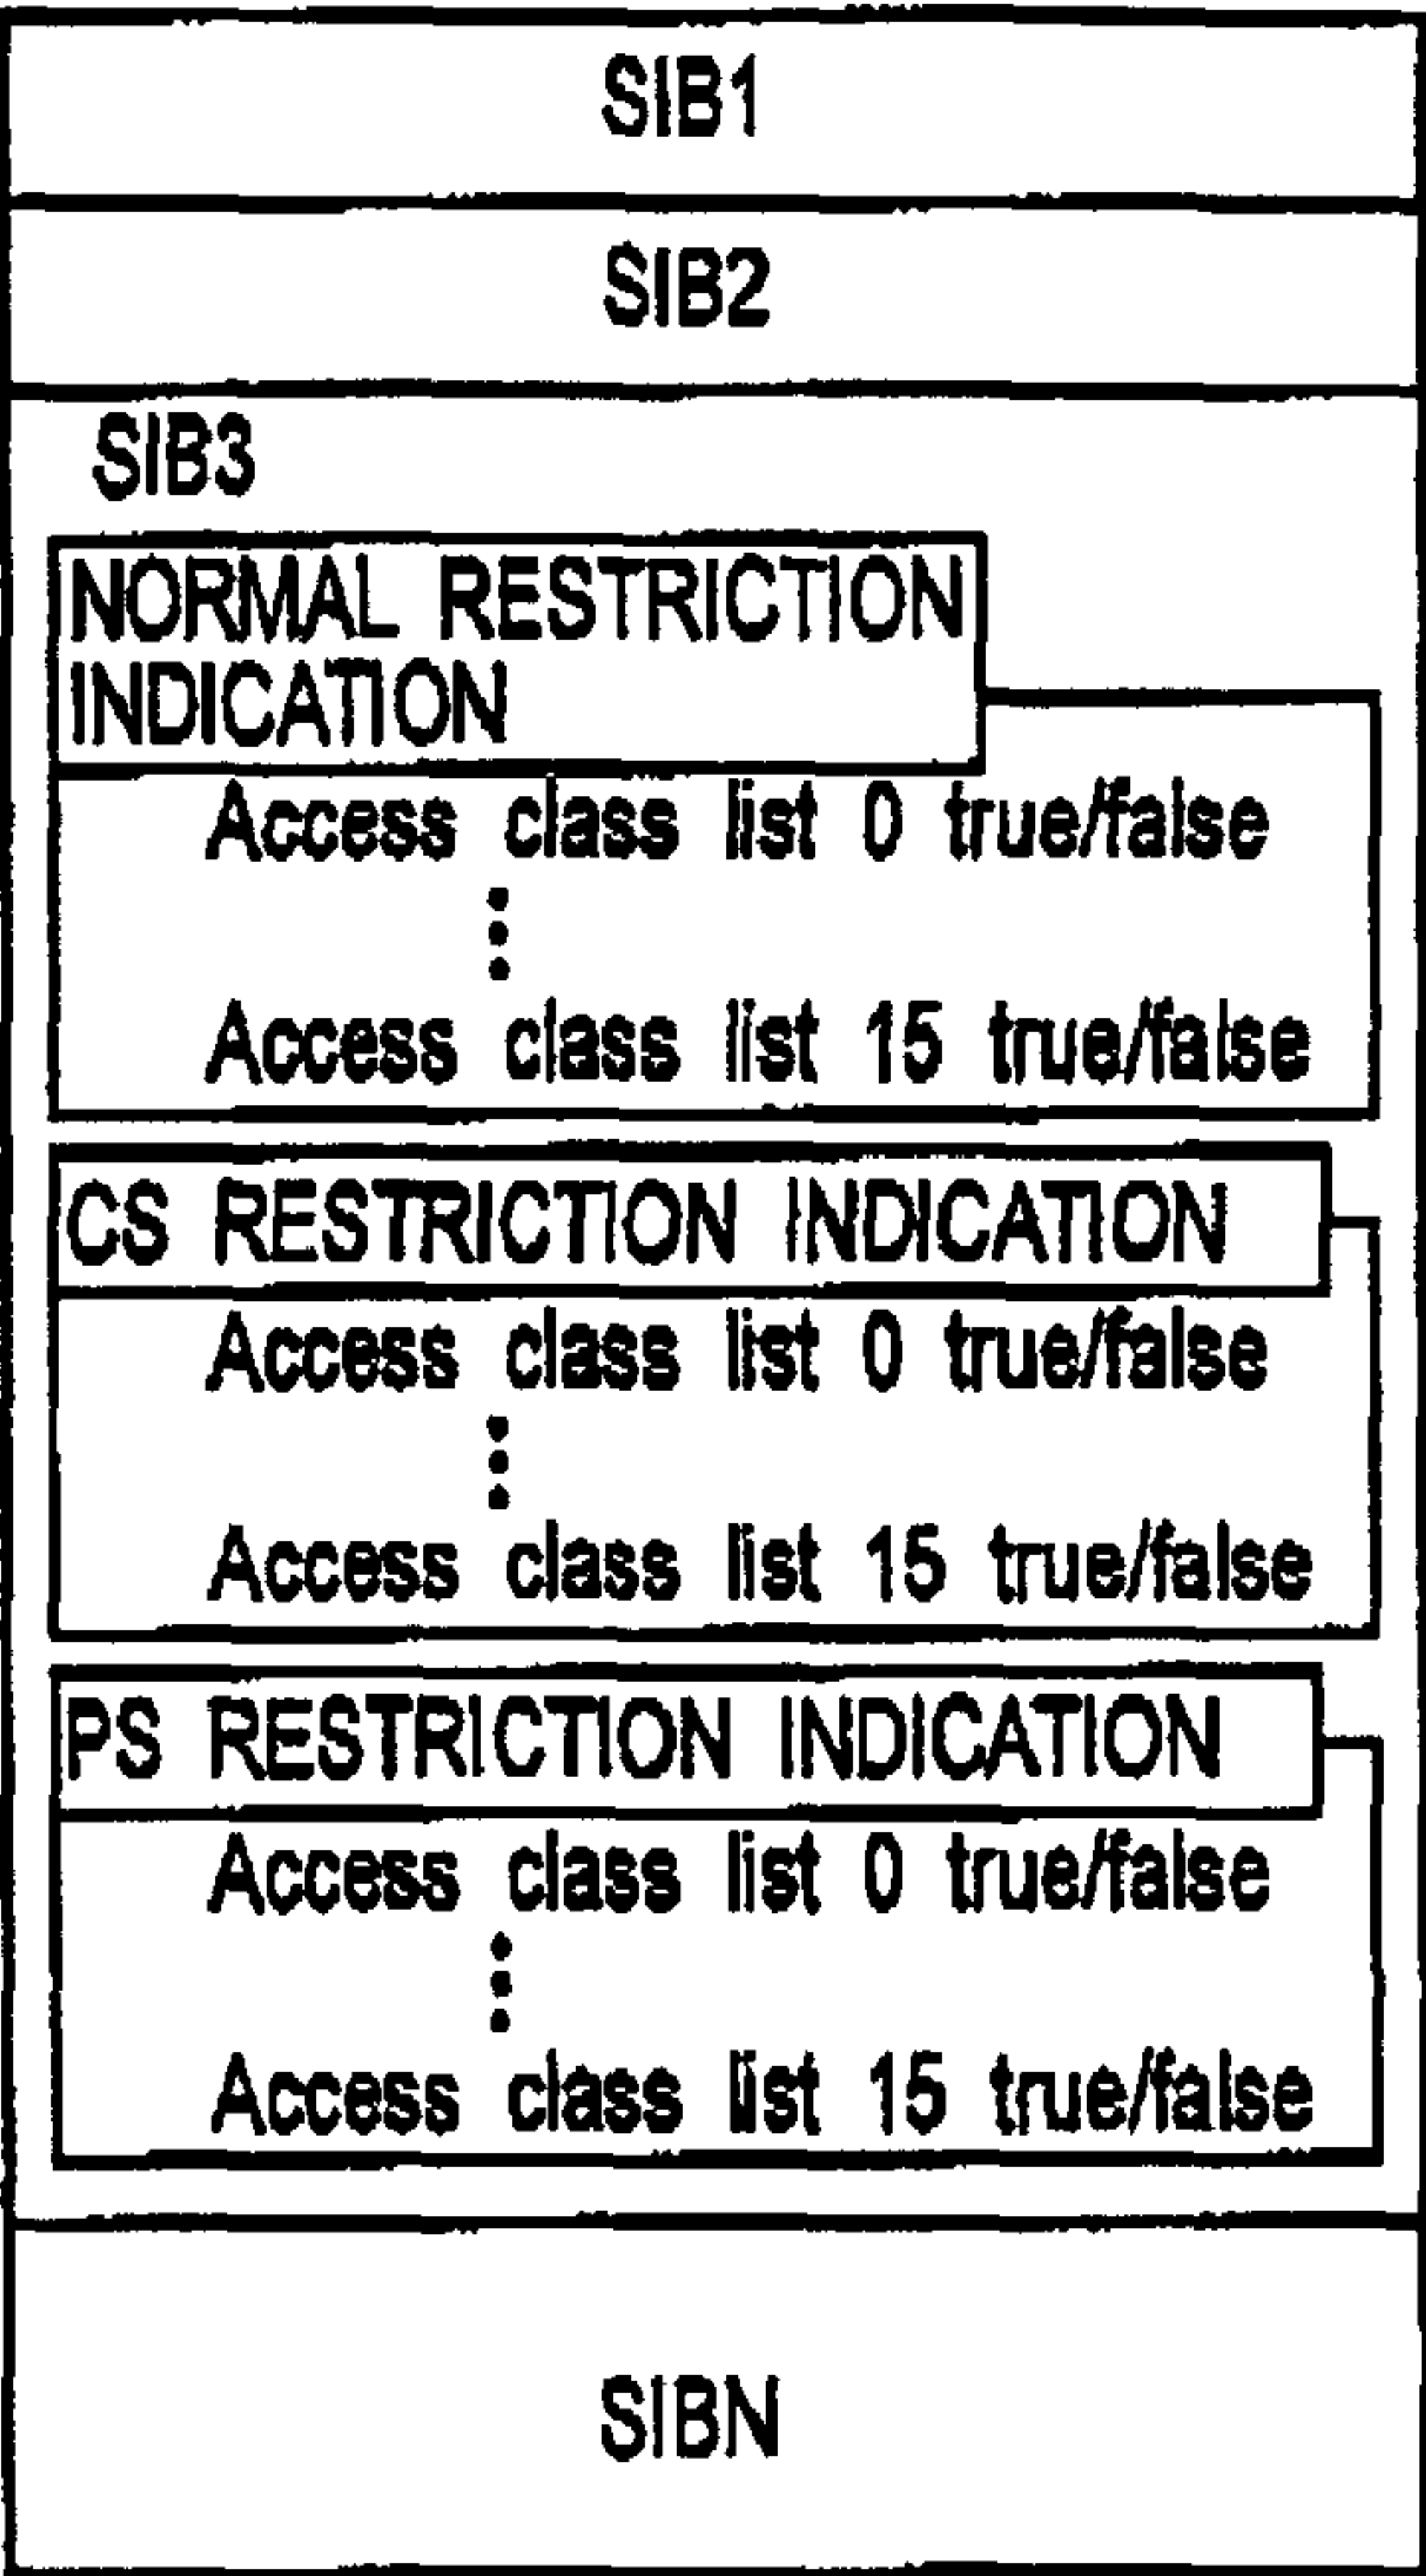 SIB1
SIB2
SIB3
NORMAL RESTRICTION
INDICATION
Access class list 0 true/false
Access class list 15 true/false
CS RESTRICTION INDICATION
Access class list 0 true/false
Access class list 15 true/false
PS RESTRICTION INDICATION
Access class list 0 true/false
Access class list 15 true/false
SIBN